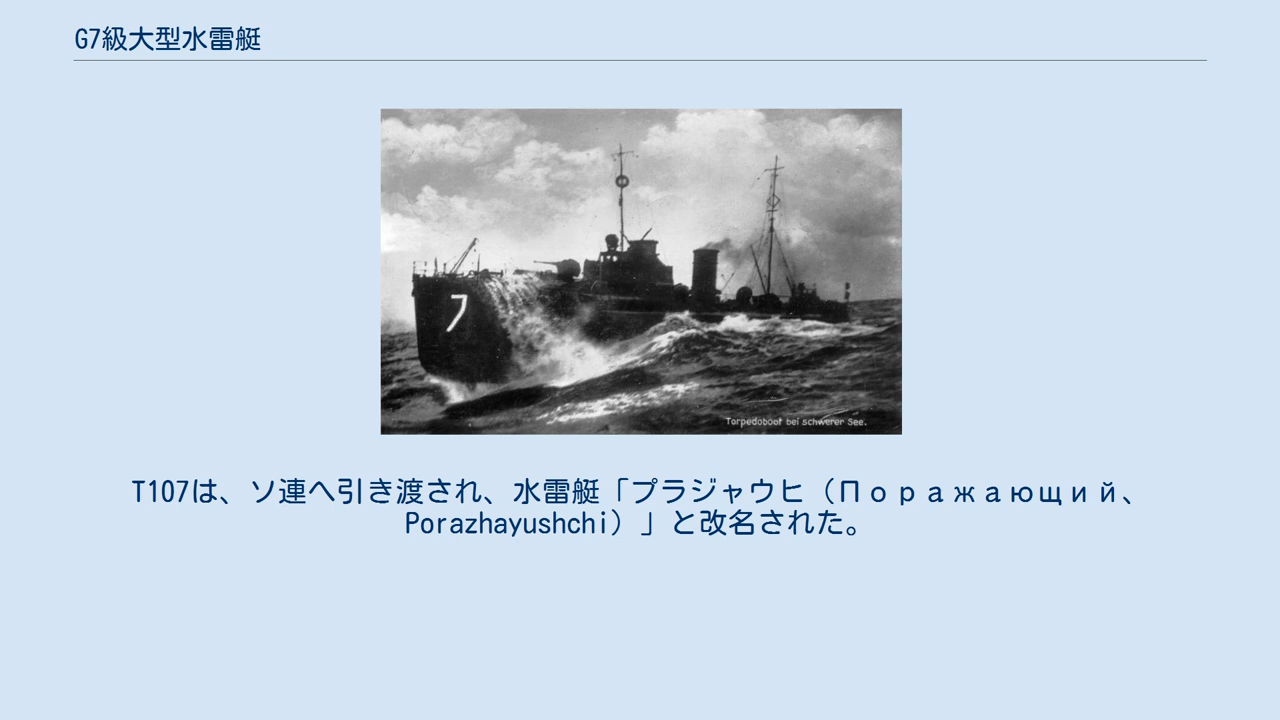 G7級大型水雷艇
7
Torpedoboot bei schwerer See.
T107は、ソ連へ引き渡され、水雷艇「プラジャウヒ（Поражающий、
Porazhayushchi）」と改名された。